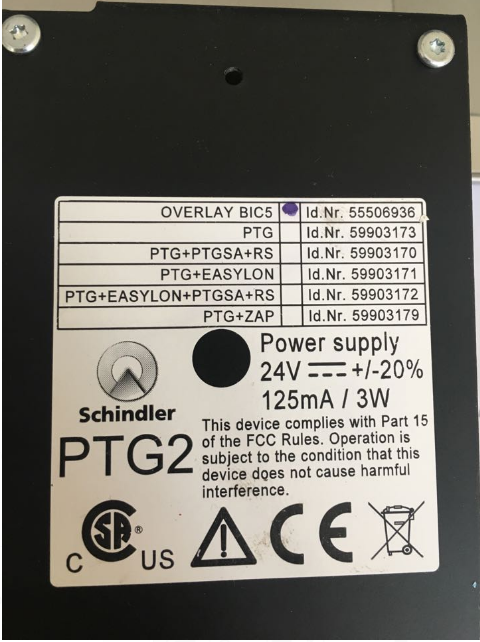 OVERLAY BIC5 Id.Nr. 55506936
PTG Id.Nr. 59903173
PTG+PTGSA+RS Id.Nr. 59903170
PTG+EASYLON Id.Nr. 59903171
PTG+EASYLON+PTGSA+RS Id.Nr. 59903172
PTG+ZAP Id.Nr. 59903179
Power supply
24V +/-20%
125mA / 3W
Schindler
PTG2
This device complies with Part 15
of the FCC Rules. Operation is
subject to the condition that this
device does not cause harmful
interference.
C SA ® US
CE